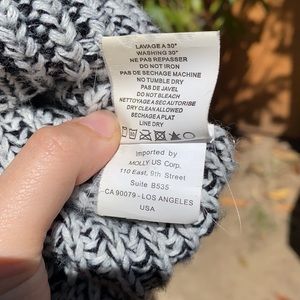 LAVAGE A 30°
WASHING 30°
NE PAS REPASSER
DO NOT IRON
PAS DE SECHAGE MACHINE
NO TUMBLE DRY
PAS DE JAVEL
DO NOT BLEACH
NETTOYAGE A SEC AUTORISE
DRY CLEAN ALLOWED
SECHAGE A PLAT
LINE DRY
Imported by
MOLLY US Corp.
110 East, 9th Street
Suite B535
CA 90079 - LOS ANGELES
USA